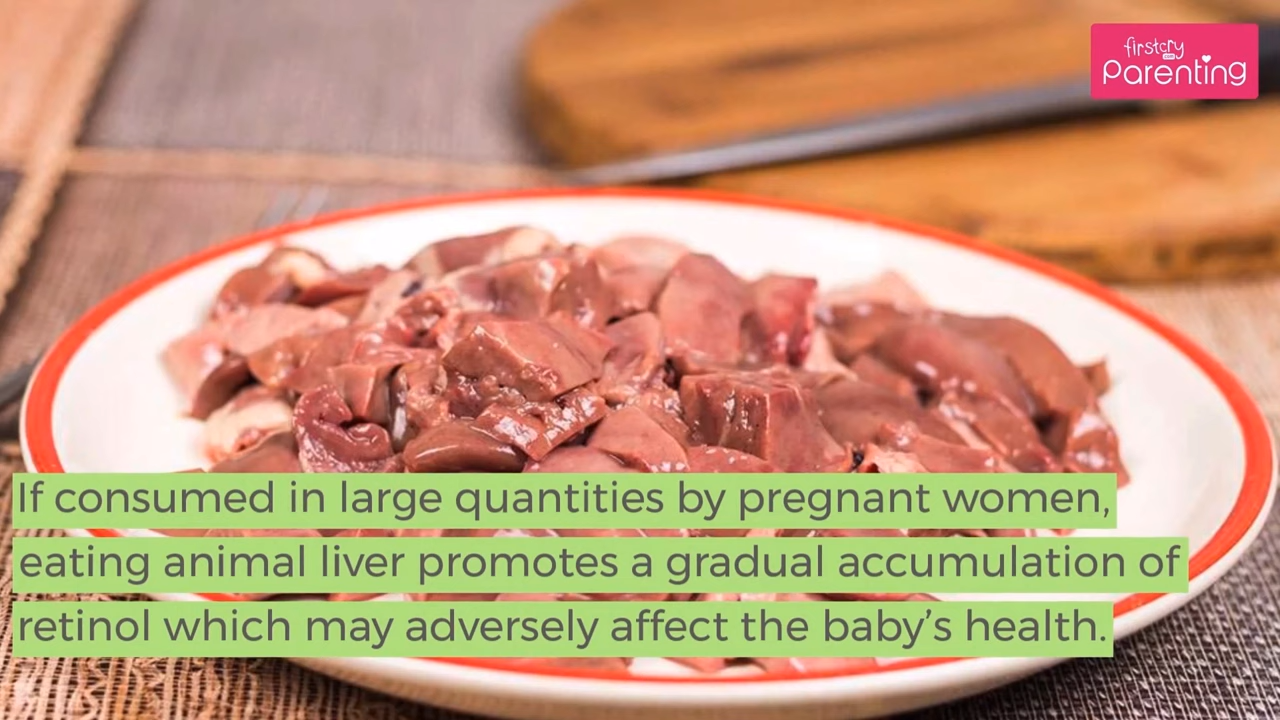 firstcry
.com
Parenting
If consumed in large quantities by pregnant women,
eating animal liver promotes a gradual accumulation of
retinol which may adversely affect the baby’s health.